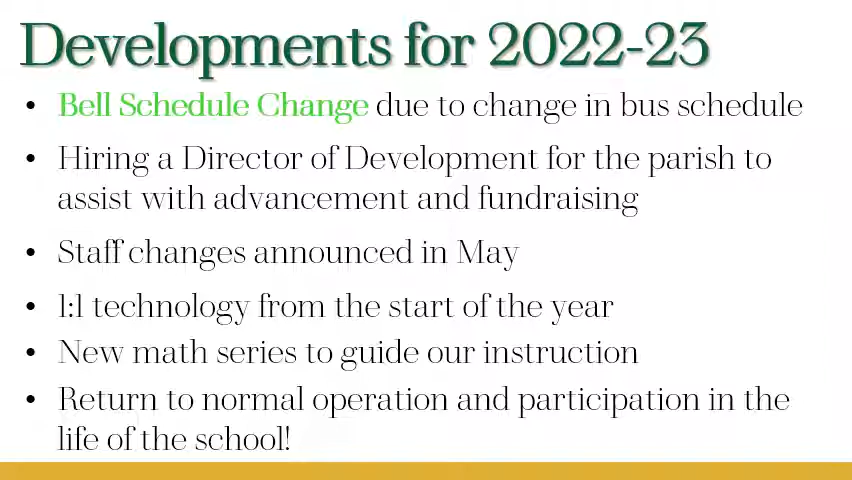 Developments for 2022-23
• Bell Schedule Change due to change in bus schedule
• Hiring a Director of Development for the parish to
assist with advancement and fundraising
• Staff changes announced in May
• 1:1 technology from the start of the year
• New math series to guide our instruction
• Return to normal operation and participation in the
life of the school!